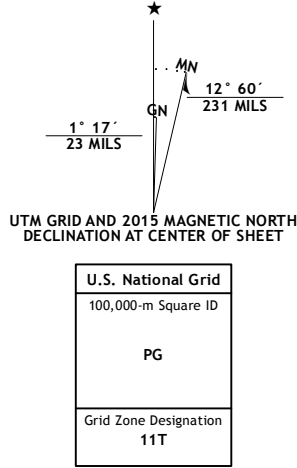 ★
MN
GN
12° 60´
231 MILS
1° 17´
23 MILS
UTM GRID AND 2015 MAGNETIC NORTH
DECLINATION AT CENTER OF SHEET
U.S. National Grid
100,000-m Square ID
PG
Grid Zone Designation
11T